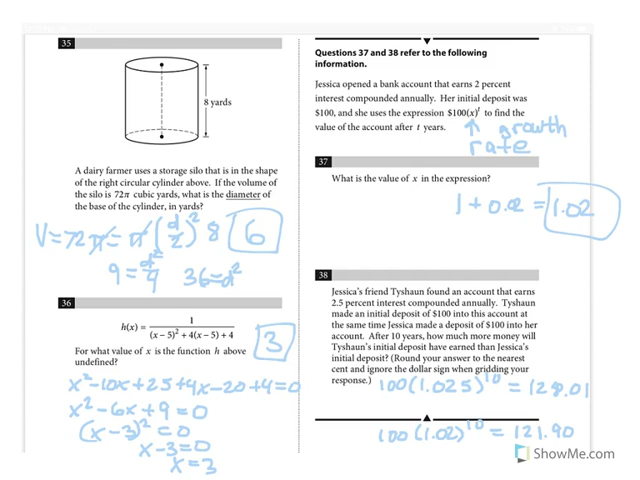 35
8 yards
A dairy farmer uses a storage silo that is in the shape
of the right circular cylinder above. If the volume of
the silo is 72π cubic yards, what is the diameter of
the base of the cylinder, in yards?
V = 72π = π (d/2)² 8 6
9 = d²/4 36 = d²
36
h(x) = 1 / ((x − 5)² + 4(x − 5) + 4)
3
For what value of x is the function h above
undefined?
x² − 10x + 25 + 4x − 20 + 4 = 0
x² − 6x + 9 = 0
(x − 3)² = 0
x − 3 = 0
x = 3
Questions 37 and 38 refer to the following
information.
Jessica opened a bank account that earns 2 percent
interest compounded annually. Her initial deposit was
$100, and she uses the expression $100(x)ᵗ to find the
value of the account after t years.
↑ growth
rate
37
What is the value of x in the expression?
1 + 0.02 = 1.02
38
Jessica's friend Tyshaun found an account that earns
2.5 percent interest compounded annually. Tyshaun
made an initial deposit of $100 into this account at
the same time Jessica made a deposit of $100 into her
account. After 10 years, how much more money will
Tyshaun's initial deposit have earned than Jessica's
initial deposit? (Round your answer to the nearest
cent and ignore the dollar sign when gridding your
response.)
100(1.025)¹⁰ = 128.01
100(1.02)¹⁰ = 121.90
ShowMe.com